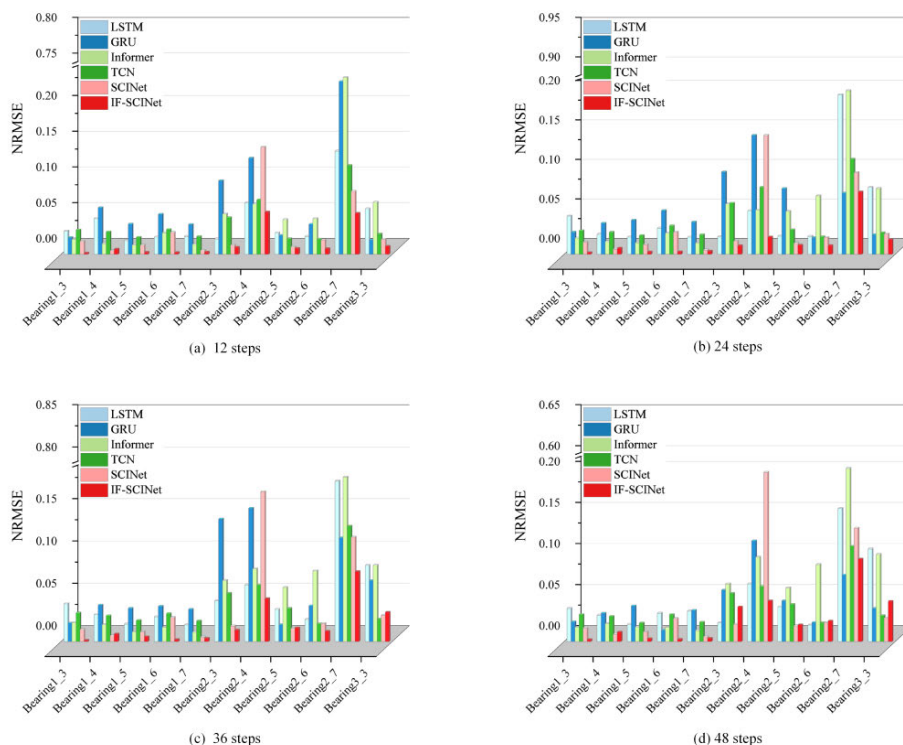 0.80
0.75
0.20
0.15
0.10
0.05
0.00
NRMSE
LSTM
GRU
Informer
TCN
SCINet
IF-SCINet
Bearing1_3
Bearing1_4
Bearing1_5
Bearing1_6
Bearing1_7
Bearing2_3
Bearing2_4
Bearing2_5
Bearing2_6
Bearing2_7
Bearing3_3
(a) 12 steps
0.95
0.90
0.20
0.15
0.10
0.05
0.00
NRMSE
LSTM
GRU
Informer
TCN
SCINet
IF-SCINet
Bearing1_3
Bearing1_4
Bearing1_5
Bearing1_6
Bearing1_7
Bearing2_3
Bearing2_4
Bearing2_5
Bearing2_6
Bearing2_7
Bearing3_3
(b) 24 steps
0.85
0.80
0.15
0.10
0.05
0.00
NRMSE
LSTM
GRU
Informer
TCN
SCINet
IF-SCINet
Bearing1_3
Bearing1_4
Bearing1_5
Bearing1_6
Bearing1_7
Bearing2_3
Bearing2_4
Bearing2_5
Bearing2_6
Bearing2_7
Bearing3_3
(c) 36 steps
0.65
0.60
0.20
0.15
0.10
0.05
0.00
NRMSE
LSTM
GRU
Informer
TCN
SCINet
IF-SCINet
Bearing1_3
Bearing1_4
Bearing1_5
Bearing1_6
Bearing1_7
Bearing2_3
Bearing2_4
Bearing2_5
Bearing2_6
Bearing2_7
Bearing3_3
(d) 48 steps